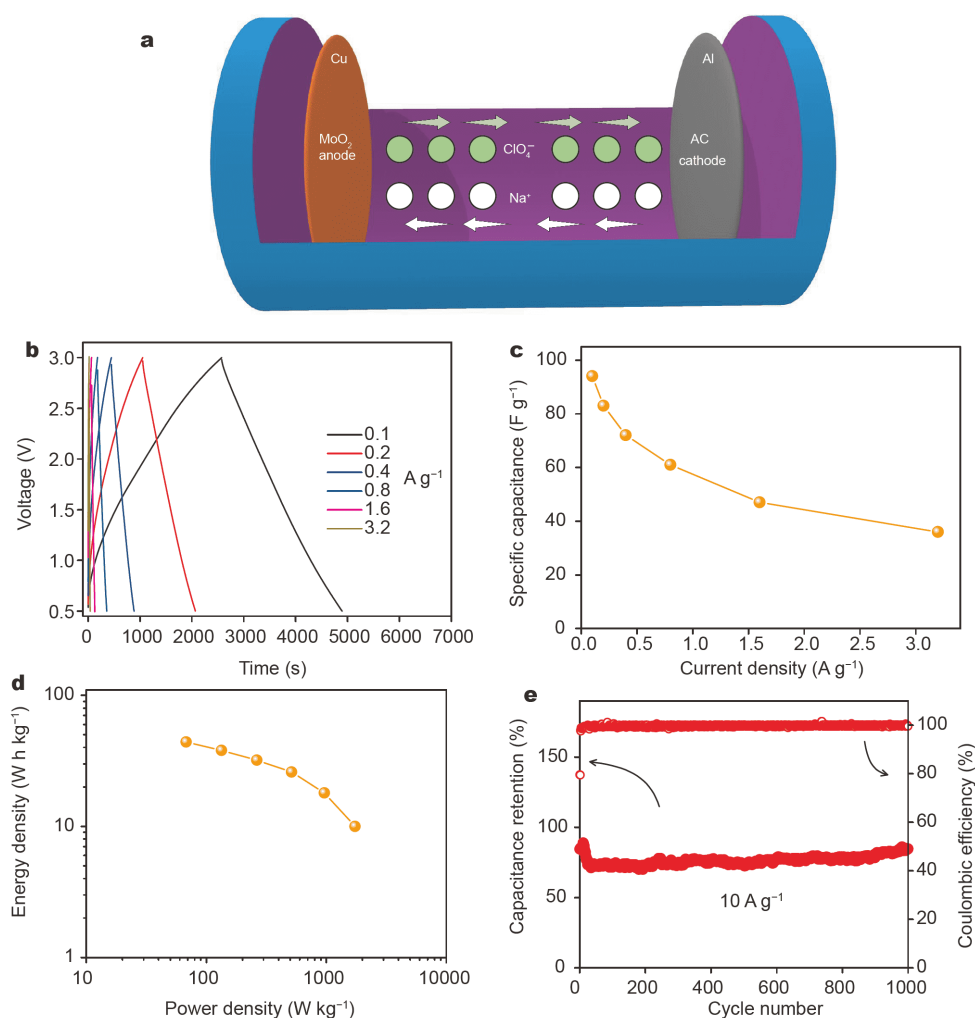 a
Cu
Al
MoO₂
anode
AC
cathode
ClO₄⁻
Na⁺
b
3.0
2.5
2.0
1.5
1.0
0.5
Voltage (V)
0.1
0.2
0.4
0.8
1.6
3.2
A g⁻¹
0 1000 2000 3000 4000 5000 6000 7000
Time (s)
c
100
80
60
40
20
0
Specific capacitance (F g⁻¹)
0 0.5 1.0 1.5 2.0 2.5 3.0
Current density (A g⁻¹)
d
100
10
1
Energy density (W h kg⁻¹)
10 100 1000 10000
Power density (W kg⁻¹)
e
150
100
50
0
Capacitance retention (%)
10 A g⁻¹
100
80
60
40
20
0
Coulombic efficiency (%)
0 200 400 600 800 1000
Cycle number